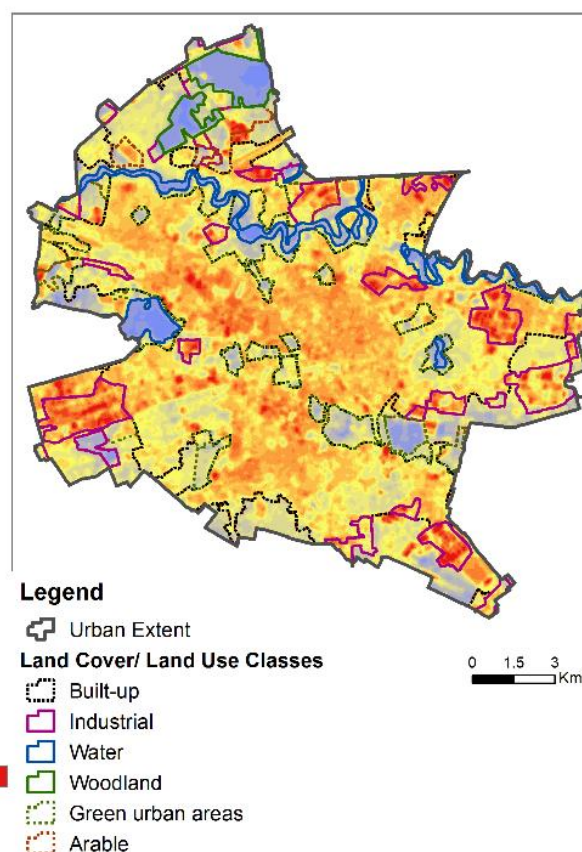 Legend
Urban Extent
Land Cover/ Land Use Classes
0 1.5 3
Km
Built-up
Industrial
Water
Woodland
Green urban areas
Arable